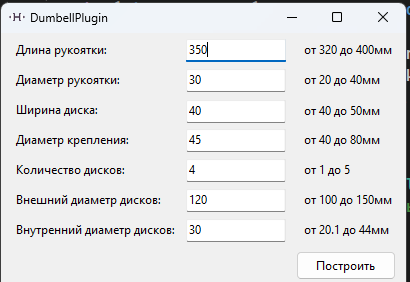 DumbellPlugin
Длина рукоятки: 350 от 320 до 400мм
Диаметр рукоятки: 30 от 20 до 40мм
Ширина диска: 40 от 40 до 50мм
Диаметр крепления: 45 от 40 до 80мм
Количество дисков: 4 от 1 до 5
Внешний диаметр дисков: 120 от 100 до 150мм
Внутренний диаметр дисков: 30 от 20.1 до 44мм
Построить